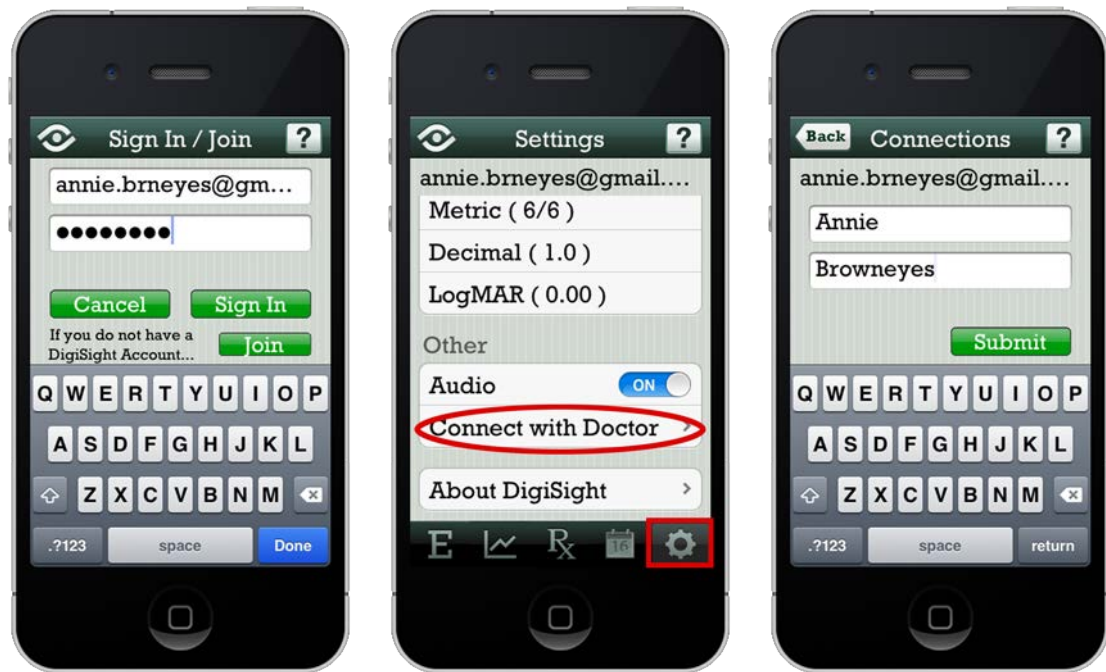 Sign In / Join ?
annie.brneyes@gm...
Cancel Sign In
If you do not have a
DigiSight Account... Join
Q W E R T Y U I O P
A S D F G H J K L
Z X C V B N M
.?123 space Done
Settings ?
annie.brneyes@gmail....
Metric ( 6/6 )
Decimal ( 1.0 )
LogMAR ( 0.00 )
Other
Audio ON
Connect with Doctor
About DigiSight
E Rx 16
Back Connections ?
annie.brneyes@gmail....
Annie
Browneyes
Submit
Q W E R T Y U I O P
A S D F G H J K L
Z X C V B N M
.?123 space return